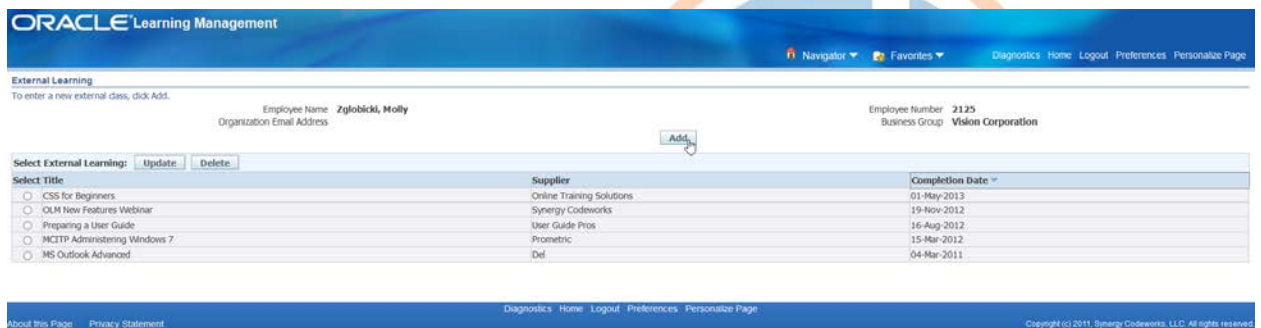 ORACLE Learning Management
Navigator Favorites Diagnostics Home Logout Preferences Personalize Page
External Learning
To enter a new external class, click Add.
Employee Name Zglobicki, Molly Employee Number 2125
Organization Email Address Business Group Vision Corporation
Add
Select External Learning: Update Delete
Select Title Supplier Completion Date
CSS for Beginners Online Training Solutions 01-May-2013
OLM New Features Webinar Synergy Codeworks 19-Nov-2012
Preparing a User Guide User Guide Pros 16-Aug-2012
MCITP Administering Windows 7 Prometric 15-Mar-2012
MS Outlook Advanced Del 04-Mar-2011
Diagnostics Home Logout Preferences Personalize Page
About this Page Privacy Statement Copyright (c) 2011, Synergy Codeworks, LLC. All rights reserved.